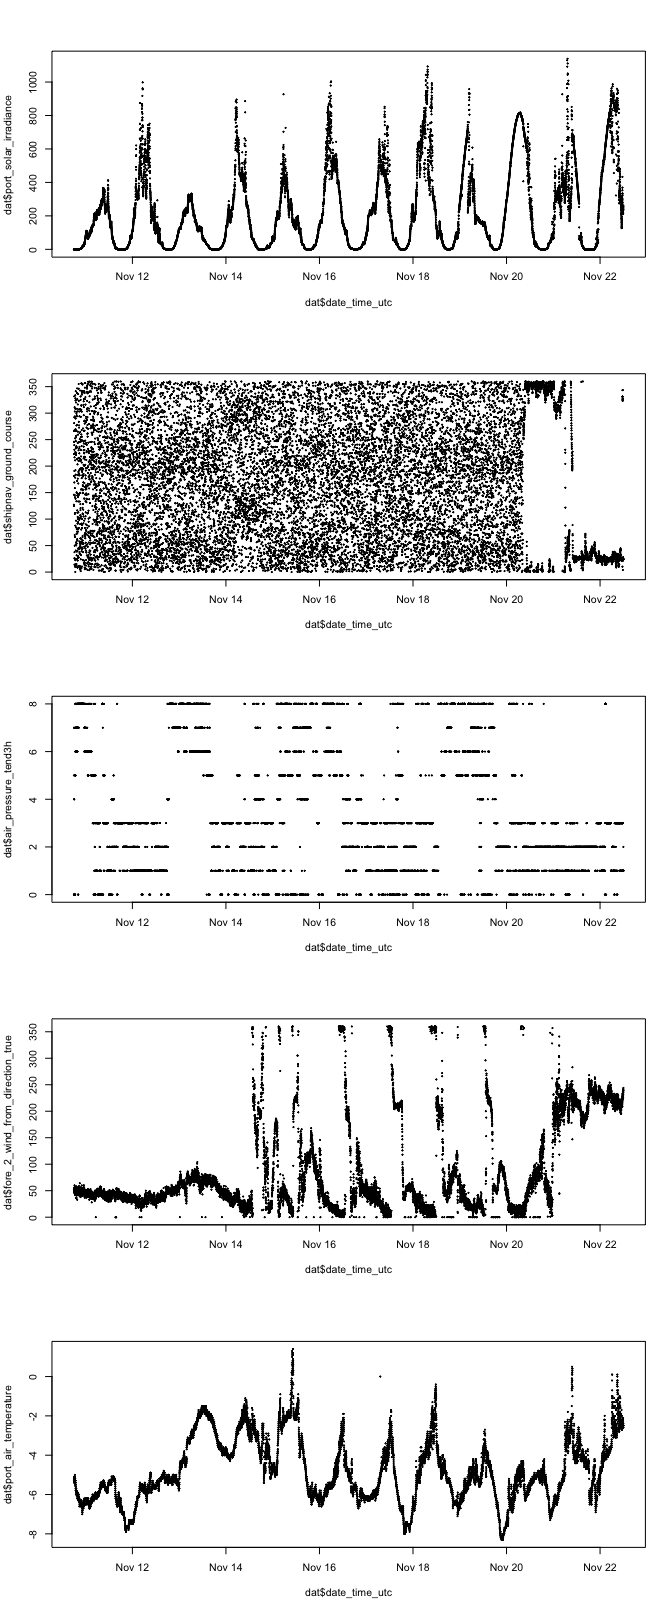 dat$port_solar_irradiance
0 200 400 600 800 1000
Nov 12 Nov 14 Nov 16 Nov 18 Nov 20 Nov 22
dat$date_time_utc
dat$shipnav_ground_course
0 50 100 150 200 250 300 350
Nov 12 Nov 14 Nov 16 Nov 18 Nov 20 Nov 22
dat$date_time_utc
dat$air_pressure_tend3h
0 2 4 6 8
Nov 12 Nov 14 Nov 16 Nov 18 Nov 20 Nov 22
dat$date_time_utc
dat$fore_2_wind_from_direction_true
0 50 100 150 200 250 300 350
Nov 12 Nov 14 Nov 16 Nov 18 Nov 20 Nov 22
dat$date_time_utc
dat$port_air_temperature
-8 -6 -4 -2 0
Nov 12 Nov 14 Nov 16 Nov 18 Nov 20 Nov 22
dat$date_time_utc